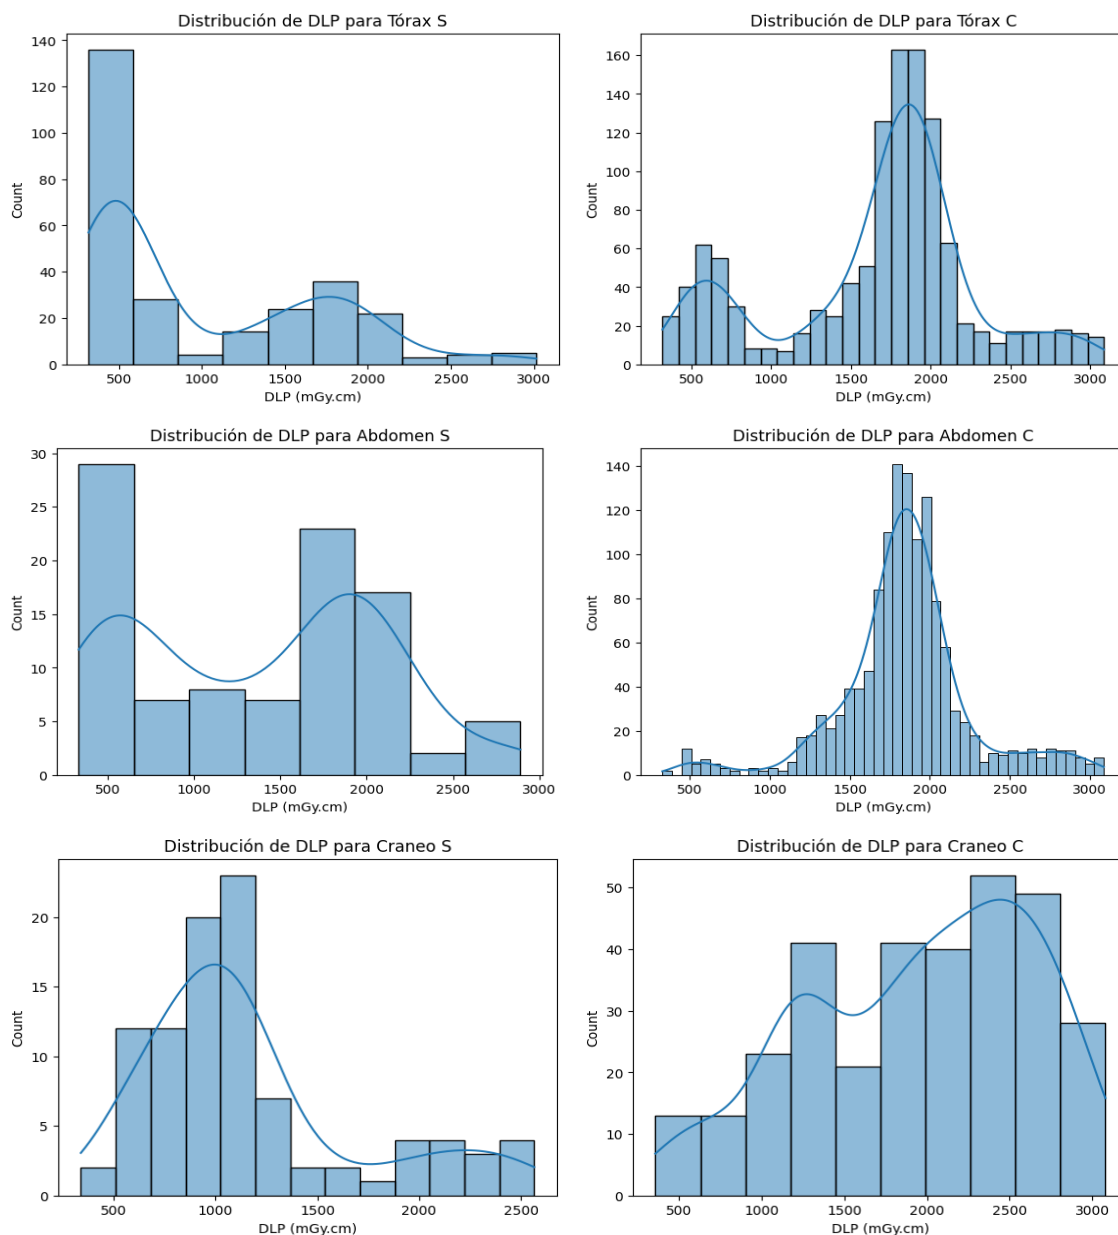 Distribución de DLP para Tórax S
140
120
100
80
60
40
20
0
Count
500 1000 1500 2000 2500 3000
DLP (mGy.cm)
Distribución de DLP para Tórax C
160
140
120
100
80
60
40
20
0
Count
500 1000 1500 2000 2500 3000
DLP (mGy.cm)
Distribución de DLP para Abdomen S
30
25
20
15
10
5
0
Count
500 1000 1500 2000 2500 3000
DLP (mGy.cm)
Distribución de DLP para Abdomen C
140
120
100
80
60
40
20
0
Count
500 1000 1500 2000 2500 3000
DLP (mGy.cm)
Distribución de DLP para Craneo S
20
15
10
5
0
Count
500 1000 1500 2000 2500
DLP (mGy.cm)
Distribución de DLP para Craneo C
50
40
30
20
10
0
Count
500 1000 1500 2000 2500 3000
DLP (mGy.cm)